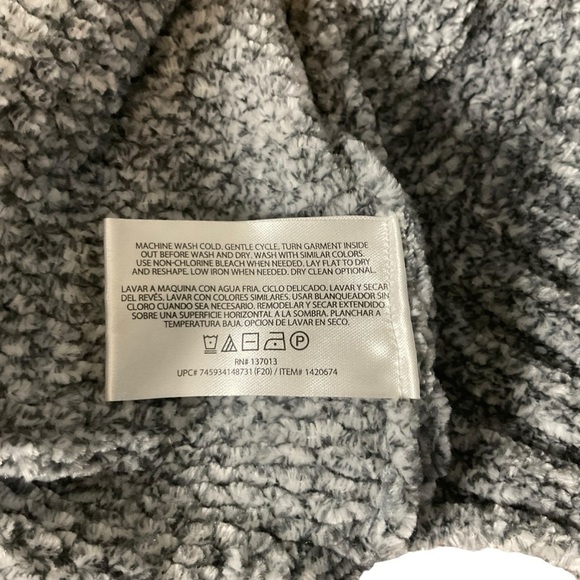 MACHINE WASH COLD. GENTLE CYCLE. TURN GARMENT INSIDE
OUT BEFORE WASH AND DRY. WASH WITH SIMILAR COLORS.
USE NON-CHLORINE BLEACH WHEN NEEDED. LAY FLAT TO DRY
AND RESHAPE. LOW IRON WHEN NEEDED. DRY CLEAN OPTIONAL.
LAVAR A MAQUINA CON AGUA FRIA. CICLO DELICADO. LAVAR Y SECAR
DEL REVÉS. LAVAR CON COLORES SIMILARES. USAR BLANQUEADOR SIN
CLORO CUANDO SEA NECESARIO. REMODELAR Y SECAR EXTENDIDO.
SOBRE UNA SUPERFICIE HORIZONTAL A LA SOMBRA. PLANCHAR A
TEMPERATURA BAJA. OPCION DE LAVAR EN SECO.
P
RN# 137013
UPC# 745934148731 (F20) / ITEM# 1420674